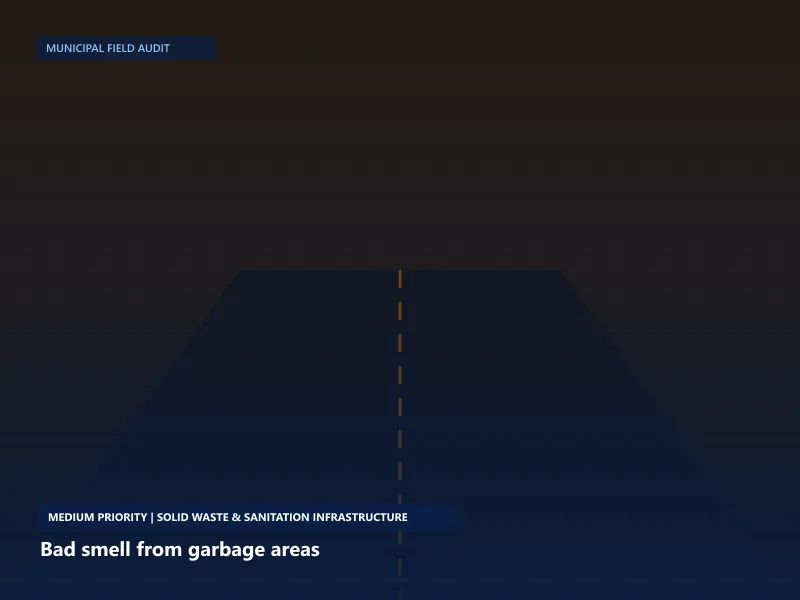 MUNICIPAL FIELD AUDIT
MEDIUM PRIORITY | SOLID WASTE & SANITATION INFRASTRUCTURE
Bad smell from garbage areas